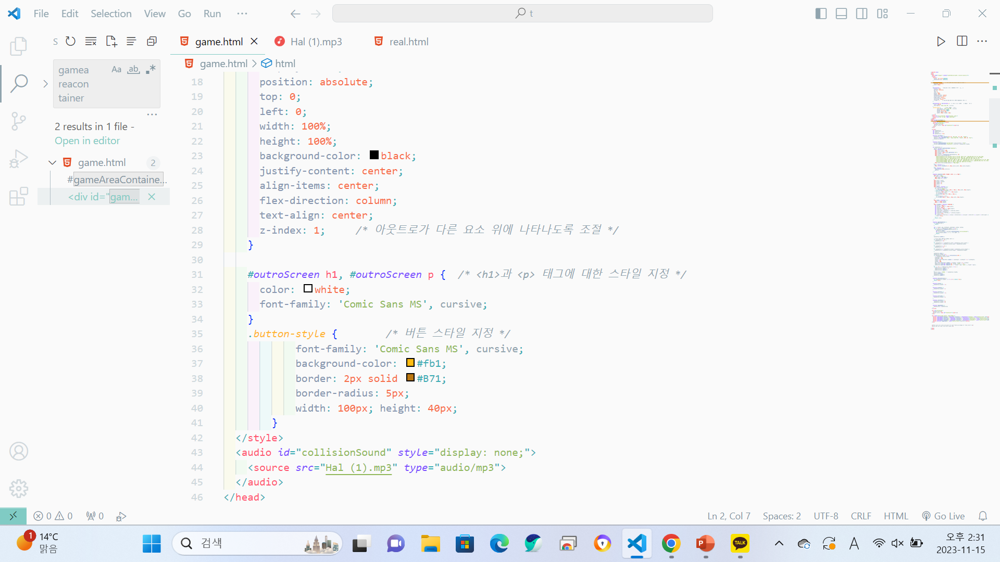 File Edit Selection View Go Run ··· t
S
game.html Hal (1).mp3 real.html
game.html > html
gamea
reacon
tainer
Aa ab .*
2 results in 1 file -
Open in editor
game.html 2
#gameAreaContaine...
<div id="gam...
18 position: absolute;
19 top: 0;
20 left: 0;
21 width: 100%;
22 height: 100%;
23 background-color: black;
24 justify-content: center;
25 align-items: center;
26 flex-direction: column;
27 text-align: center;
28 z-index: 1; /* 아웃트로가 다른 요소 위에 나타나도록 조절 */
29 }
30
31 #outroScreen h1, #outroScreen p { /* <h1>과 <p> 태그에 대한 스타일 지정 */
32 color: white;
33 font-family: 'Comic Sans MS', cursive;
34 }
35 .button-style { /* 버튼 스타일 지정 */
36 font-family: 'Comic Sans MS', cursive;
37 background-color: #fb1;
38 border: 2px solid #B71;
39 border-radius: 5px;
40 width: 100px; height: 40px;
41 }
42 </style>
43 <audio id="collisionSound" style="display: none;">
44 <source src="Hal (1).mp3" type="audio/mp3">
45 </audio>
46 </head>
0 0 0 Ln 2, Col 7 Spaces: 2 UTF-8 CRLF HTML Go Live
1 14°C
맑음
검색
P
TALK
A
오후 2:31
2023-11-15